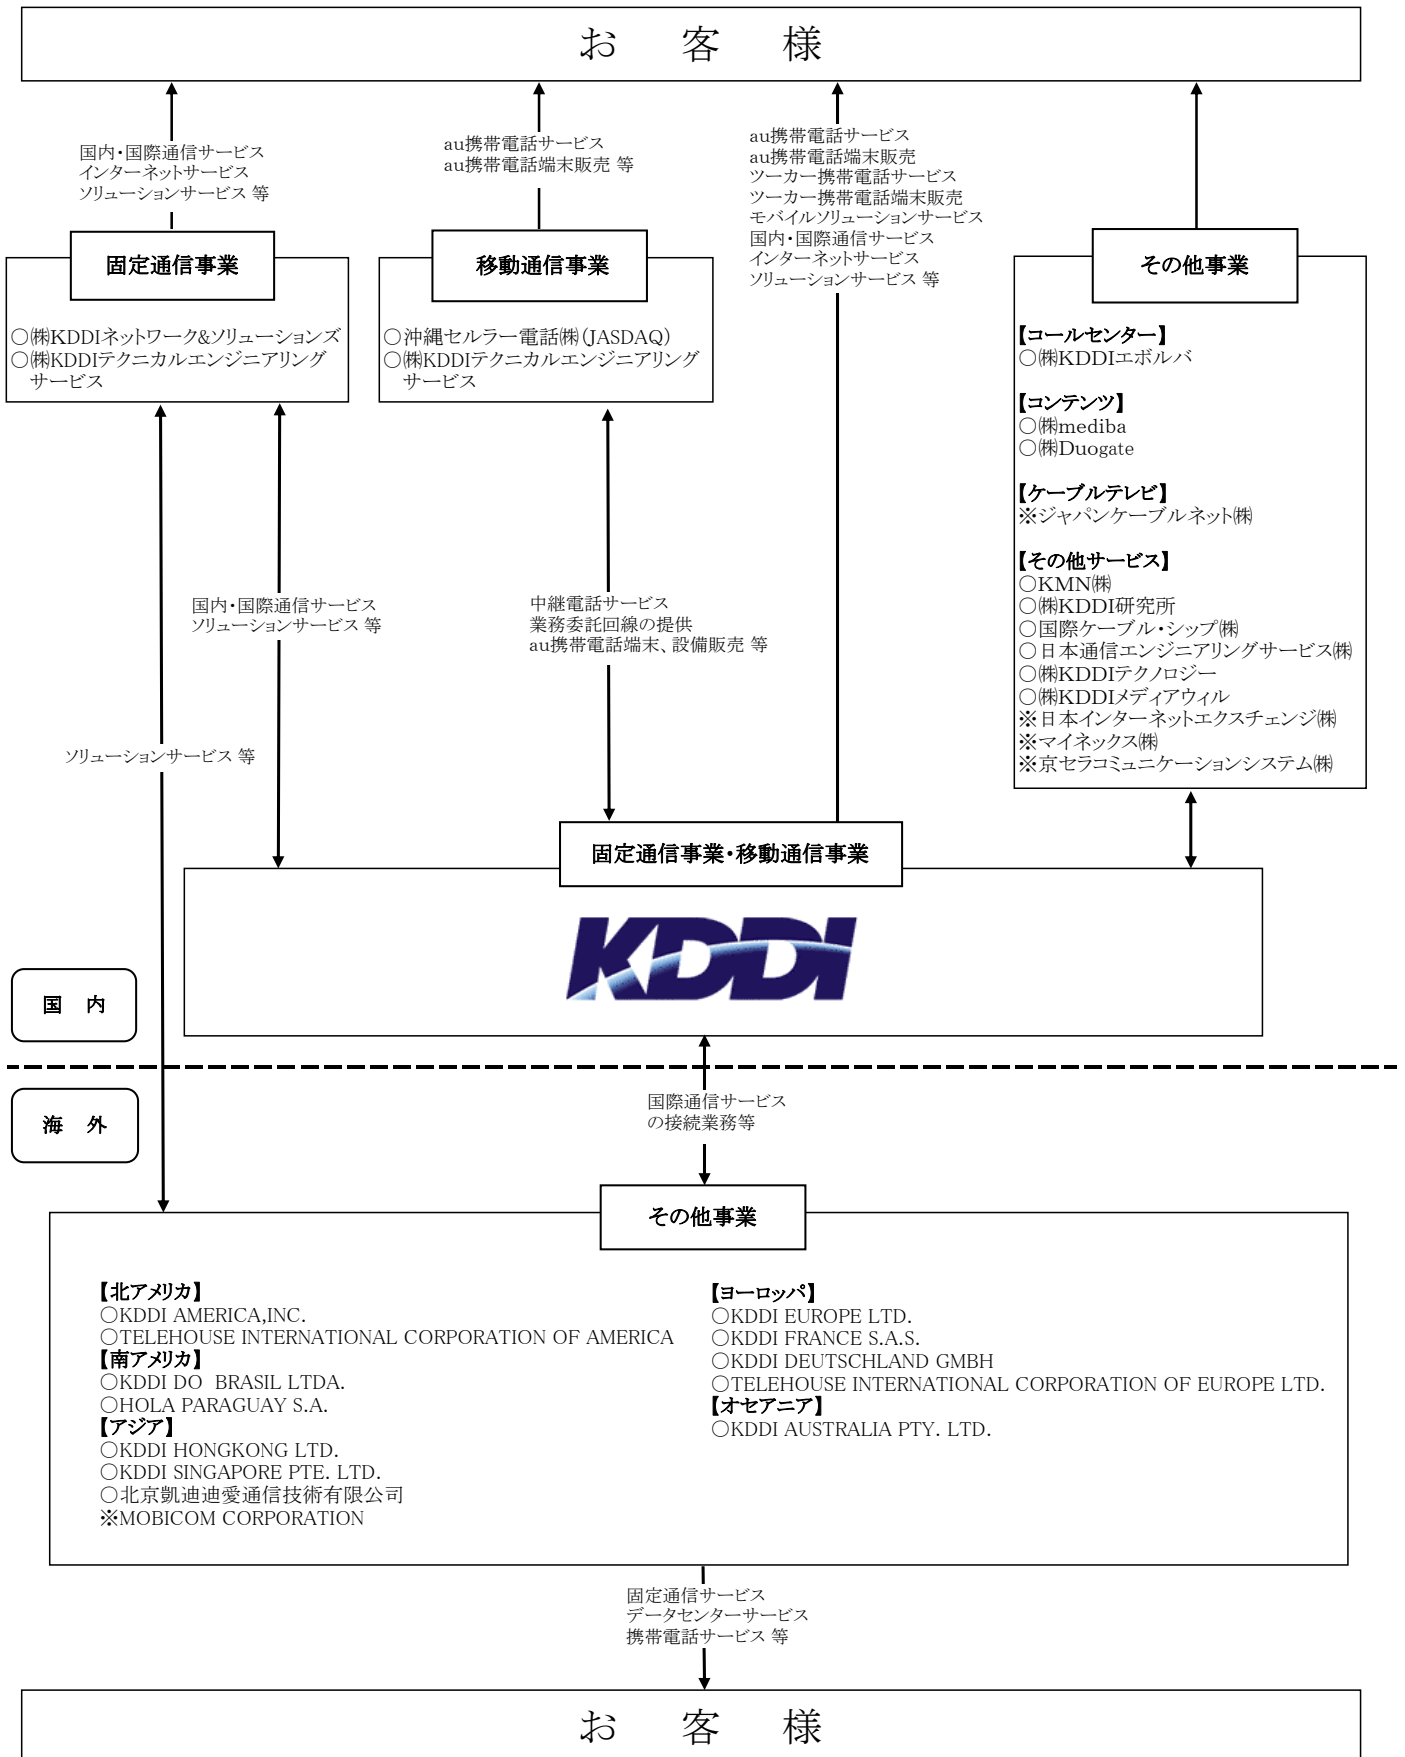 お 客 様
国内・国際通信サービス
インターネットサービス
ソリューションサービス 等
au携帯電話サービス
au携帯電話端末販売 等
au携帯電話サービス
au携帯電話端末販売
ツーカー携帯電話サービス
ツーカー携帯電話端末販売
モバイルソリューションサービス
国内・国際通信サービス
インターネットサービス
ソリューションサービス 等
固定通信事業
○㈱KDDIネットワーク&ソリューションズ
○㈱KDDIテクニカルエンジニアリング
サービス
移動通信事業
○沖縄セルラー電話㈱(JASDAQ)
○㈱KDDIテクニカルエンジニアリング
サービス
その他事業
【コールセンター】
○㈱KDDIエボルバ
【コンテンツ】
○㈱mediba
○㈱Duogate
【ケーブルテレビ】
※ジャパンケーブルネット㈱
【その他サービス】
○KMN㈱
○㈱KDDI研究所
○国際ケーブル・シップ㈱
○日本通信エンジニアリングサービス㈱
○㈱KDDIテクノロジー
○㈱KDDIメディアウィル
※日本インターネットエクスチェンジ㈱
※マイネックス㈱
※京セラコミュニケーションシステム㈱
国内・国際通信サービス
ソリューションサービス 等
中継電話サービス
業務委託回線の提供
au携帯電話端末、設備販売 等
ソリューションサービス 等
固定通信事業・移動通信事業
KDDI
国 内
海 外
国際通信サービス
の接続業務等
その他事業
【北アメリカ】
○KDDI AMERICA,INC.
○TELEHOUSE INTERNATIONAL CORPORATION OF AMERICA
【南アメリカ】
○KDDI DO BRASIL LTDA.
○HOLA PARAGUAY S.A.
【アジア】
○KDDI HONGKONG LTD.
○KDDI SINGAPORE PTE. LTD.
○北京凱迪迪愛通信技術有限公司
※MOBICOM CORPORATION
【ヨーロッパ】
○KDDI EUROPE LTD.
○KDDI FRANCE S.A.S.
○KDDI DEUTSCHLAND GMBH
○TELEHOUSE INTERNATIONAL CORPORATION OF EUROPE LTD.
【オセアニア】
○KDDI AUSTRALIA PTY. LTD.
固定通信サービス
データセンターサービス
携帯電話サービス 等
お 客 様